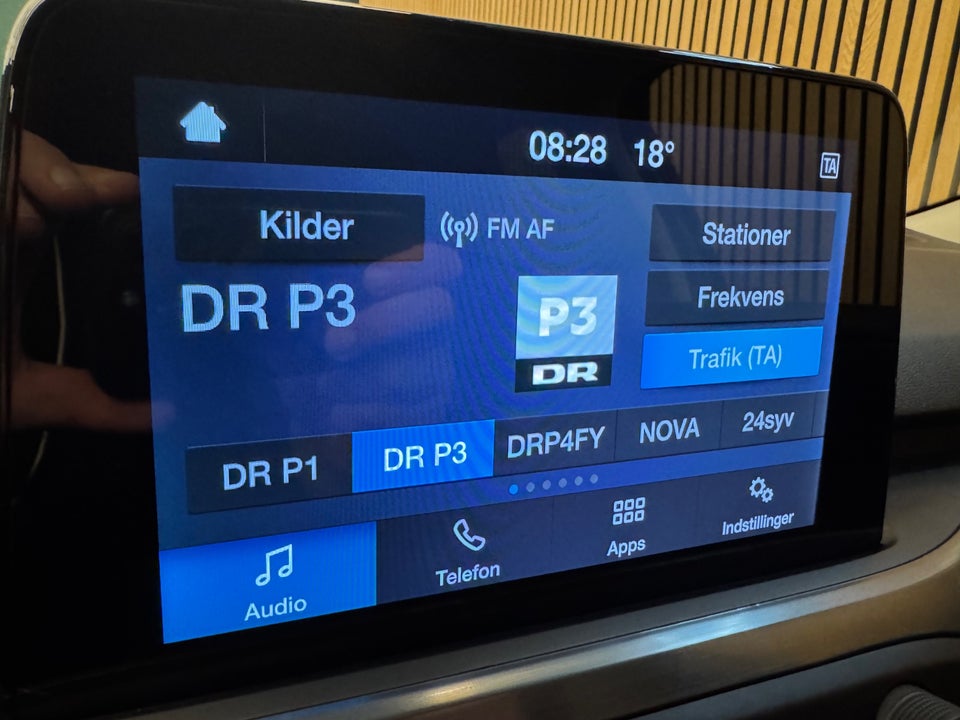 08:28 18° TA
Kilder FM AF Stationer
DR P3 P3 Frekvens
DR Trafik (TA)
DR P1 DR P3 DRP4FY NOVA 24syv
Audio Telefon Apps Indstillinger